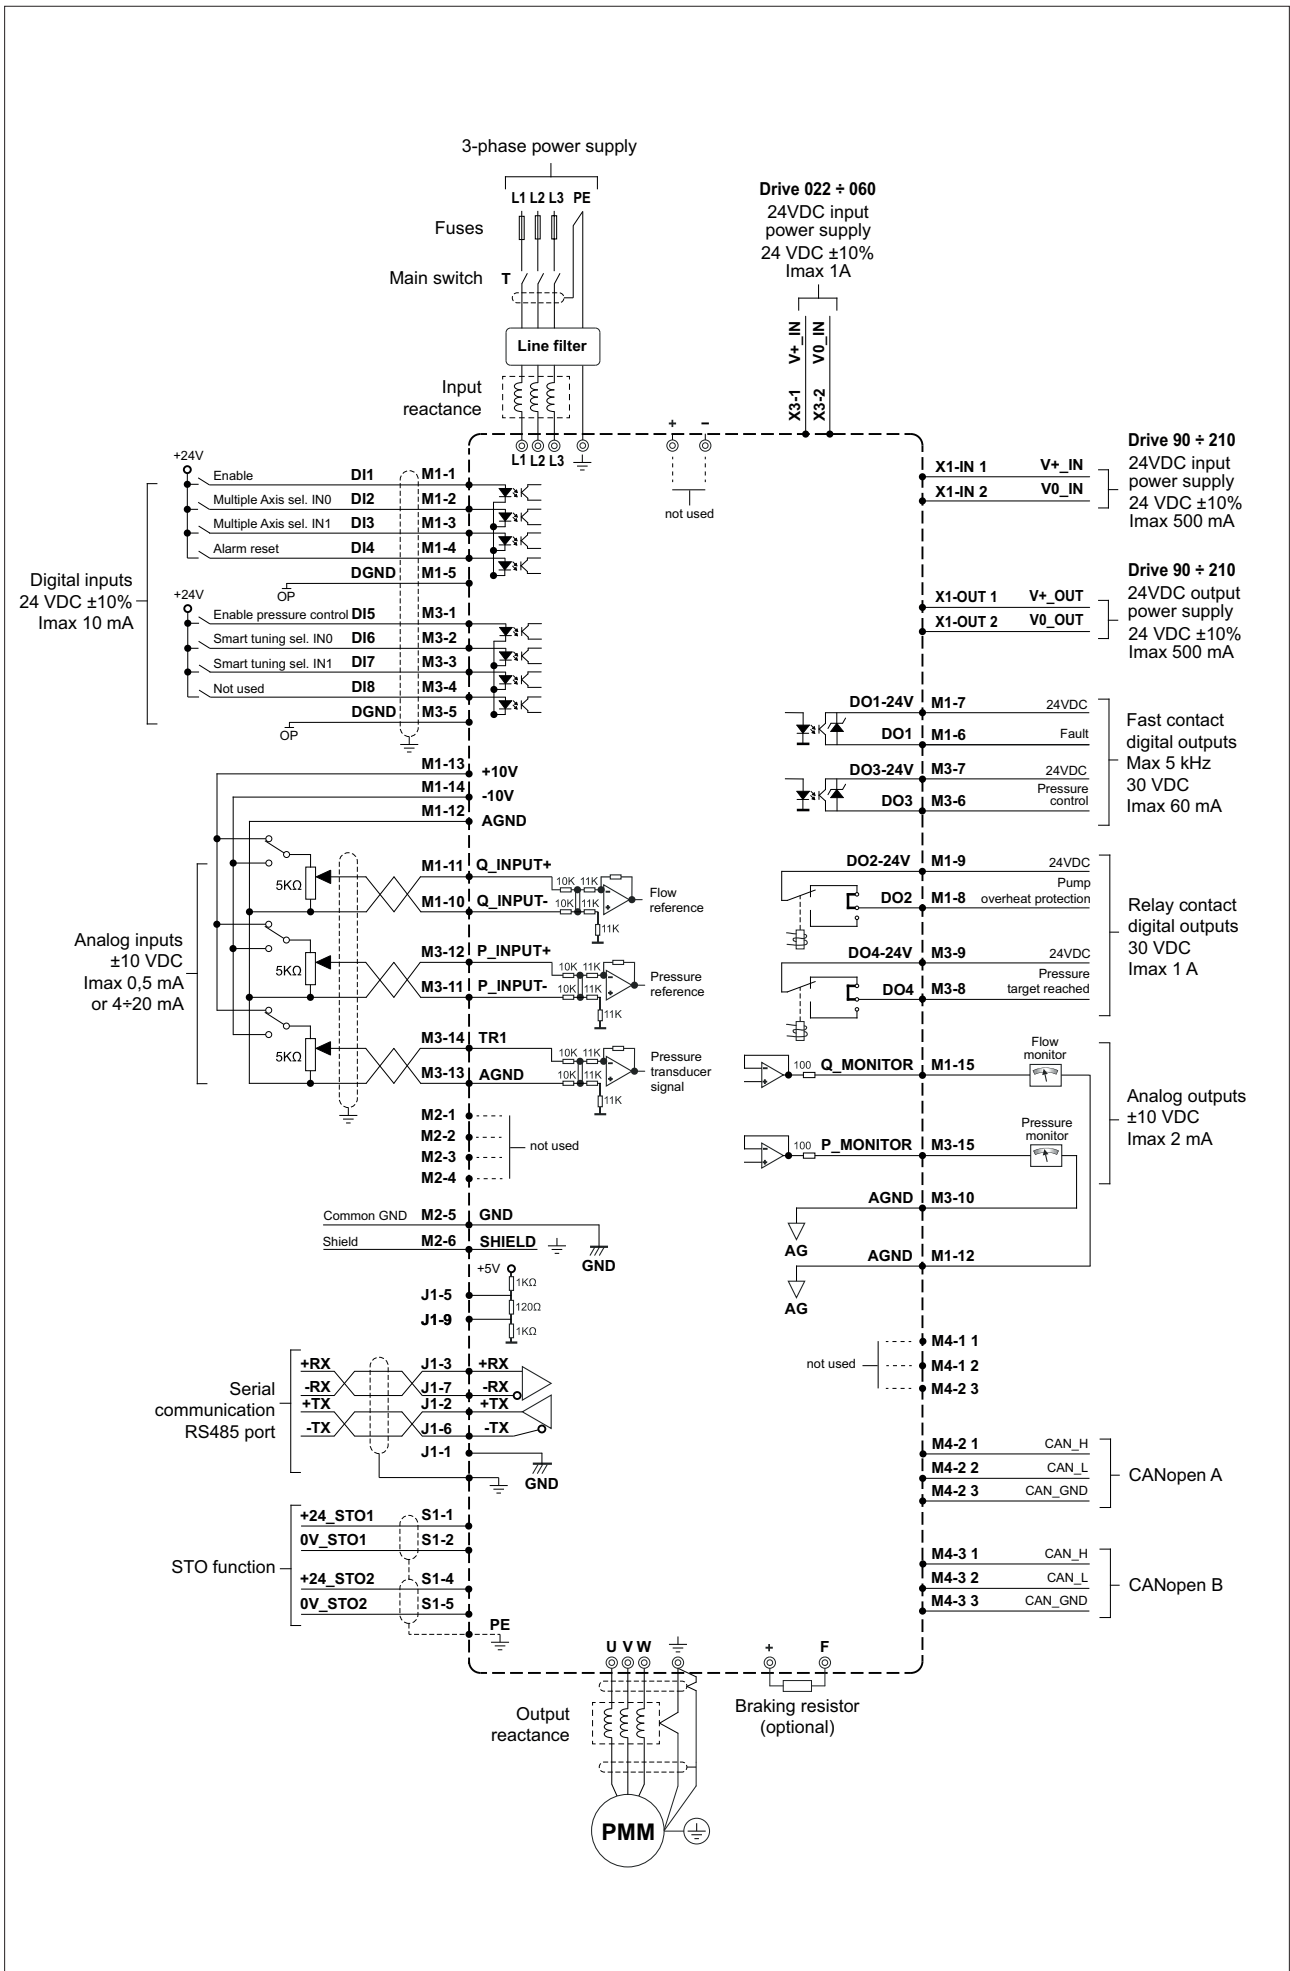 3-phase power supply
L1 L2 L3 PE
Fuses
Main switch T
Line filter
Input
reactance
L1 L2 L3
+ −
not used
Drive 022 ÷ 060
24VDC input
power supply
24 VDC ±10%
Imax 1A
V+_IN
V0_IN
X3-1
X3-2
Drive 90 ÷ 210
24VDC input
power supply
24 VDC ±10%
Imax 500 mA
X1-IN 1 V+_IN
X1-IN 2 V0_IN
Drive 90 ÷ 210
24VDC output
power supply
24 VDC ±10%
Imax 500 mA
X1-OUT 1 V+_OUT
X1-OUT 2 V0_OUT
Digital inputs
24 VDC ±10%
Imax 10 mA
+24V
Enable DI1 M1-1
Multiple Axis sel. IN0 DI2 M1-2
Multiple Axis sel. IN1 DI3 M1-3
Alarm reset DI4 M1-4
DGND M1-5
OP
+24V
Enable pressure control DI5 M3-1
Smart tuning sel. IN0 DI6 M3-2
Smart tuning sel. IN1 DI7 M3-3
Not used DI8 M3-4
DGND M3-5
OP
DO1-24V M1-7 24VDC
DO1 M1-6 Fault
DO3-24V M3-7 24VDC
Pressure
control
DO3 M3-6
Fast contact
digital outputs
Max 5 kHz
30 VDC
Imax 60 mA
M1-13 +10V
M1-14 -10V
M1-12 AGND
Analog inputs
±10 VDC
Imax 0,5 mA
or 4÷20 mA
5KΩ
M1-11 Q_INPUT+
M1-10 Q_INPUT-
10K 11K
10K 11K
11K
Flow
reference
5KΩ
M3-12 P_INPUT+
M3-11 P_INPUT-
10K 11K
10K 11K
11K
Pressure
reference
5KΩ
M3-14 TR1
M3-13 AGND
10K 11K
10K 11K
11K
Pressure
transducer
signal
DO2-24V M1-9 24VDC
Pump
overheat protection
DO2 M1-8
DO4-24V M3-9 24VDC
Pressure
target reached
DO4 M3-8
Relay contact
digital outputs
30 VDC
Imax 1 A
Flow
monitor
100 Q_MONITOR M1-15
Pressure
monitor
100 P_MONITOR M3-15
Analog outputs
±10 VDC
Imax 2 mA
AGND M3-10
AG
AGND M1-12
AG
M2-1
M2-2
M2-3
M2-4
not used
Common GND M2-5 GND
Shield M2-6 SHIELD
GND
+5V
1KΩ
J1-5
120Ω
J1-9
1KΩ
Serial
communication
RS485 port
+RX J1-3 +RX
-RX J1-7 -RX
+TX J1-2 +TX
-TX J1-6 -TX
J1-1
GND
STO function
+24_STO1 S1-1
0V_STO1 S1-2
+24_STO2 S1-4
0V_STO2 S1-5
PE
not used
M4-1 1
M4-1 2
M4-2 3
M4-2 1 CAN_H
M4-2 2 CAN_L
M4-2 3 CAN_GND
CANopen A
M4-3 1 CAN_H
M4-3 2 CAN_L
M4-3 3 CAN_GND
CANopen B
U V W
+ F
Output
reactance
Braking resistor
(optional)
PMM